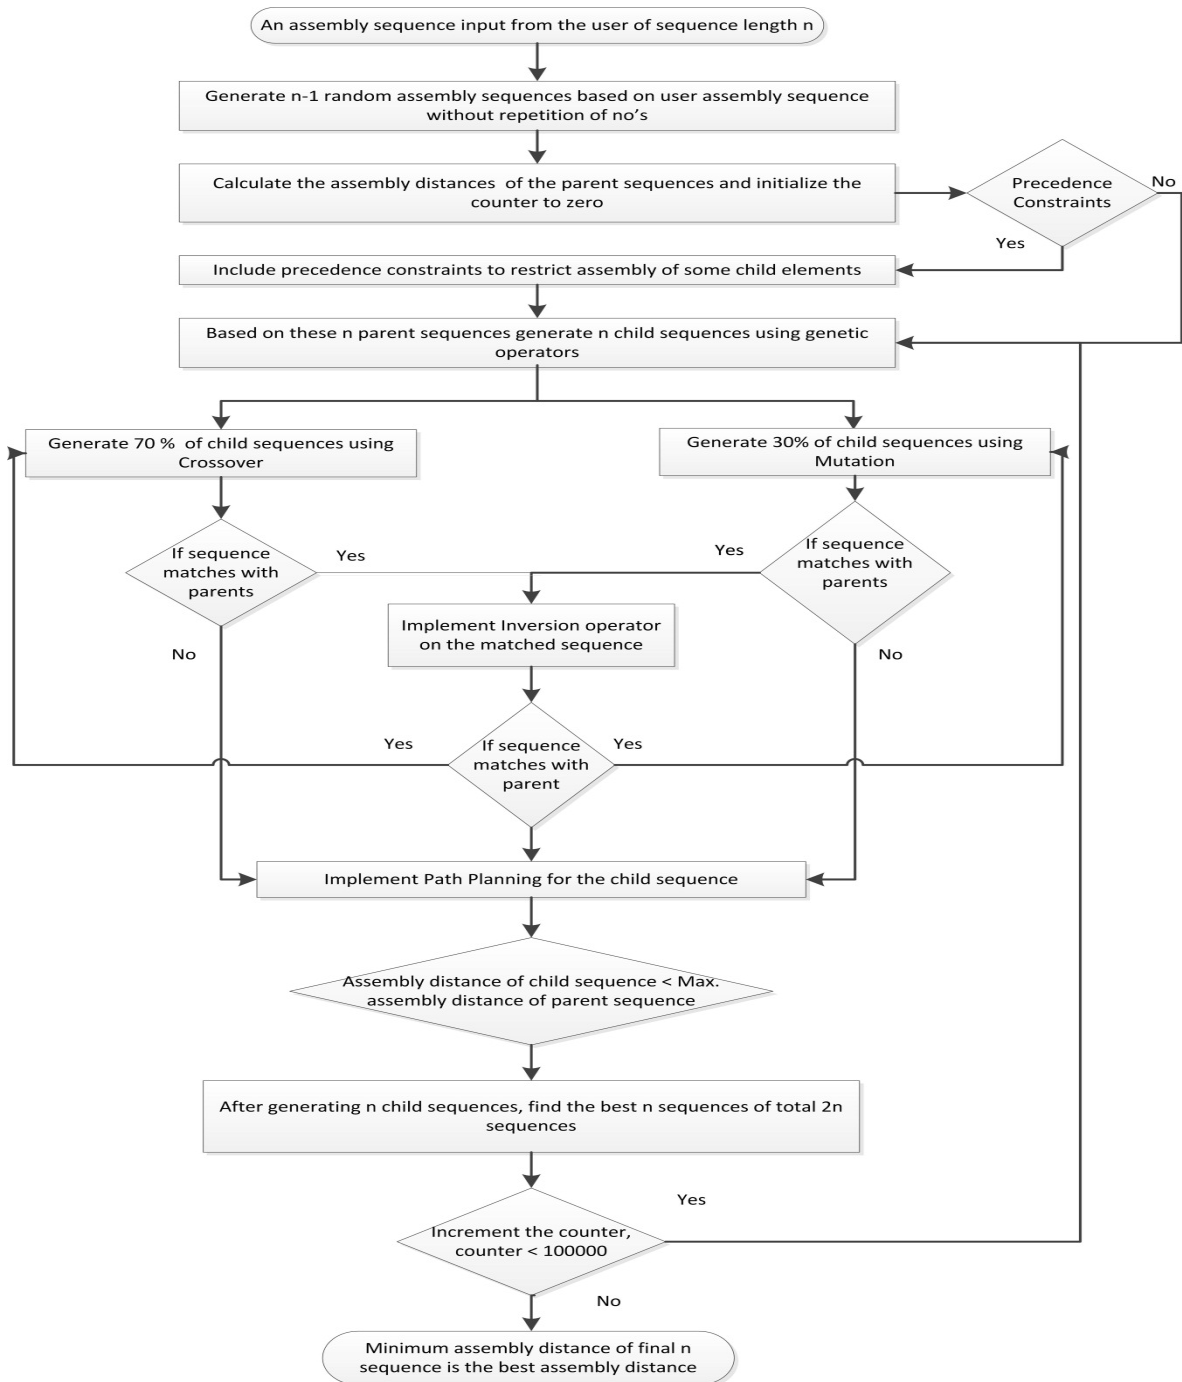 An assembly sequence input from the user of sequence length n
Generate n-1 random assembly sequences based on user assembly sequence
without repetition of no's
Calculate the assembly distances of the parent sequences and initialize the
counter to zero
Precedence
Constraints
No
Yes
Include precedence constraints to restrict assembly of some child elements
Based on these n parent sequences generate n child sequences using genetic
operators
Generate 70 % of child sequences using
Crossover
Generate 30% of child sequences using
Mutation
If sequence
matches with
parents
Yes
Yes
If sequence
matches with
parents
Implement Inversion operator
on the matched sequence
No
No
Yes
If sequence
matches with
parent
Yes
Implement Path Planning for the child sequence
Assembly distance of child sequence < Max.
assembly distance of parent sequence
After generating n child sequences, find the best n sequences of total 2n
sequences
Yes
Increment the counter,
counter < 100000
No
Minimum assembly distance of final n
sequence is the best assembly distance